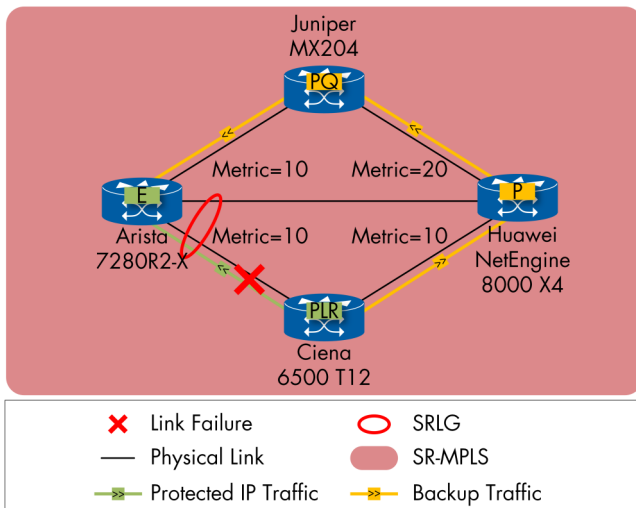 Juniper
MX204
PQ
Metric=10
Metric=20
E
P
Arista
7280R2-X
Metric=10
Metric=10
Huawei
NetEngine
8000 X4
PLR
Ciena
6500 T12
Link Failure
SRLG
Physical Link
SR-MPLS
Protected IP Traffic
Backup Traffic